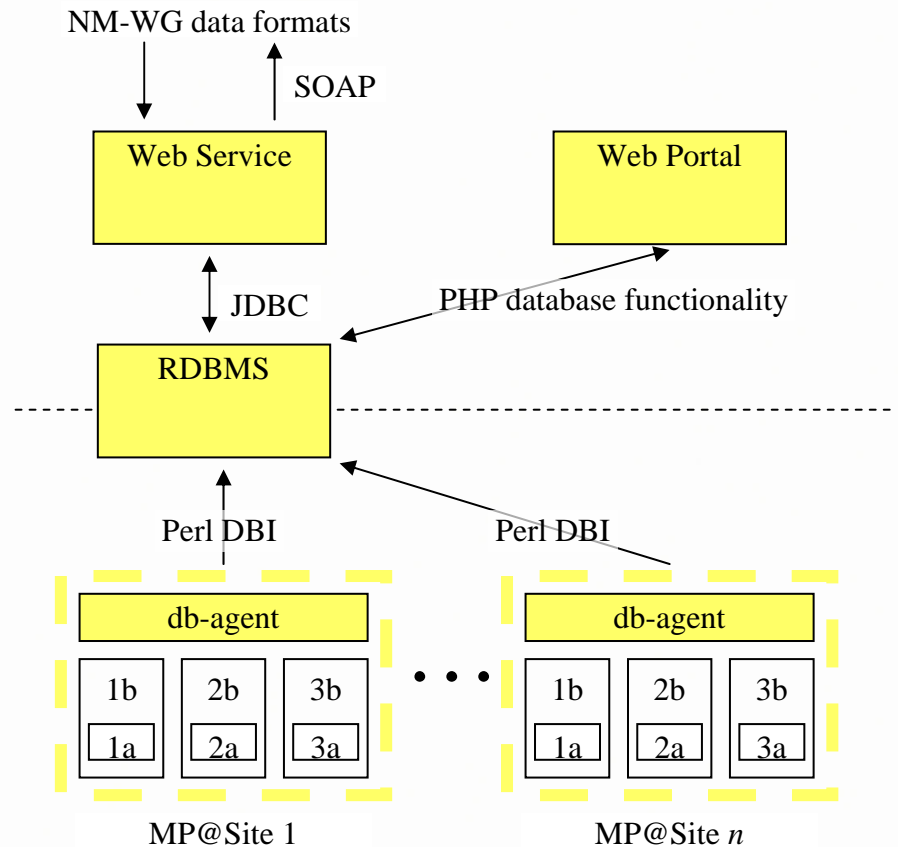 NM-WG data formats
SOAP
Web Service
Web Portal
JDBC
PHP database functionality
RDBMS
Perl DBI
Perl DBI
db-agent
db-agent
1b 2b 3b
1a 2a 3a
• • •
1b 2b 3b
1a 2a 3a
MP@Site 1
MP@Site n